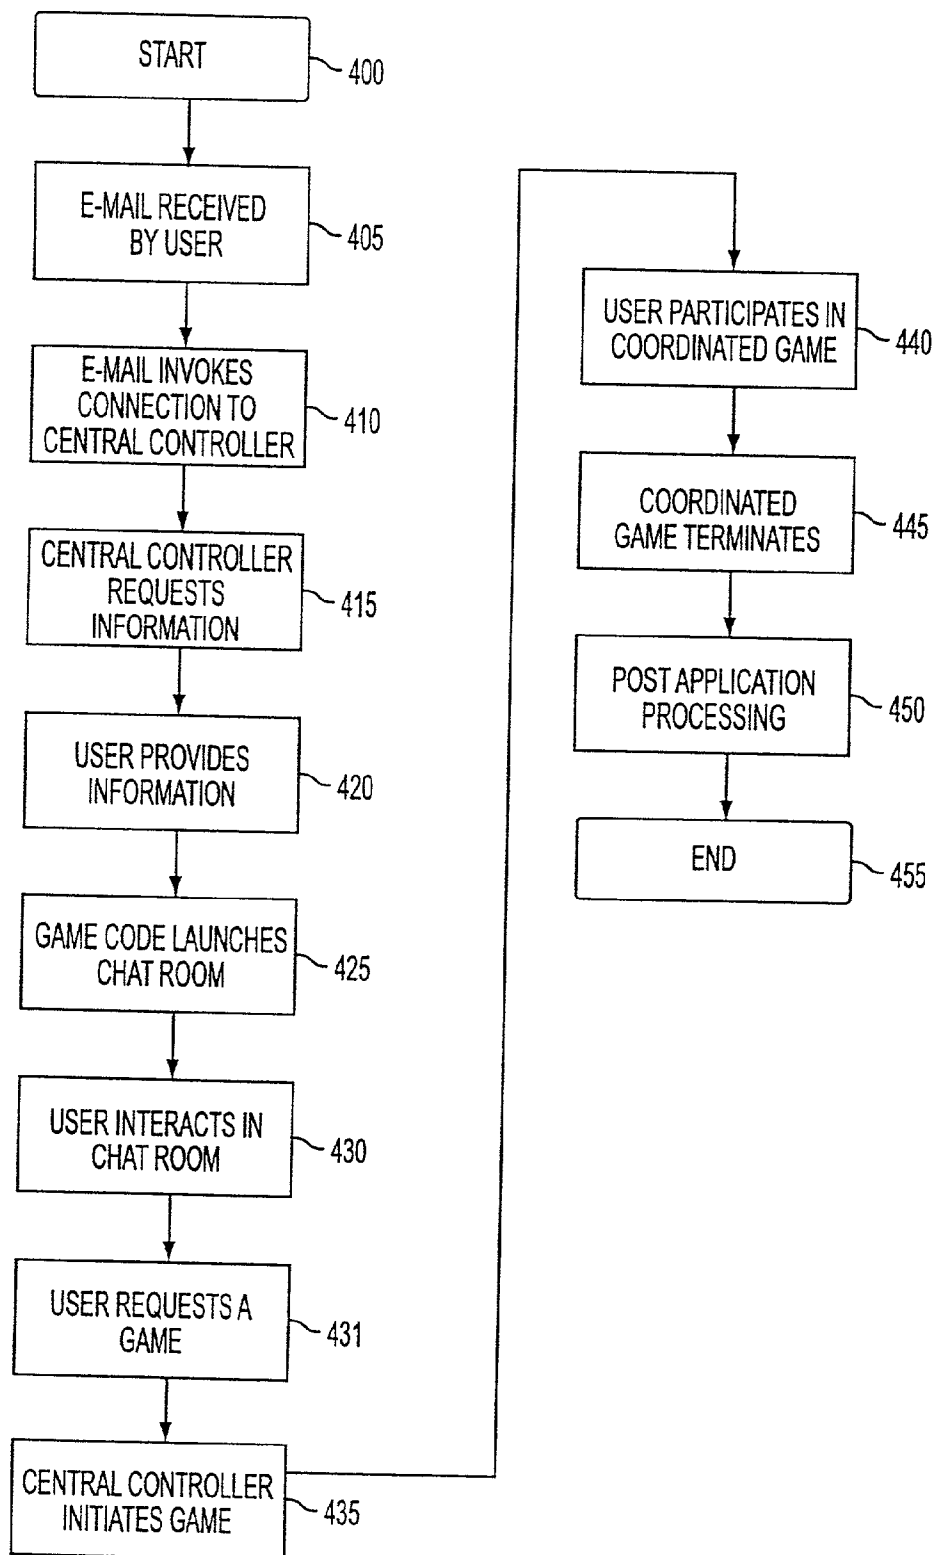 START
400
E-MAIL RECEIVED
BY USER
405
E-MAIL INVOKES
CONNECTION TO
CENTRAL CONTROLLER
410
CENTRAL CONTROLLER
REQUESTS
INFORMATION
415
USER PROVIDES
INFORMATION
420
GAME CODE LAUNCHES
CHAT ROOM
425
USER INTERACTS IN
CHAT ROOM
430
USER REQUESTS A
GAME
431
CENTRAL CONTROLLER
INITIATES GAME
435
USER PARTICIPATES IN
COORDINATED GAME
440
COORDINATED
GAME TERMINATES
445
POST APPLICATION
PROCESSING
450
END
455